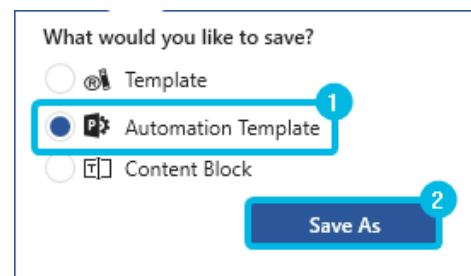 What would you like to save?
Template
1
Automation Template
Content Block
2
Save As